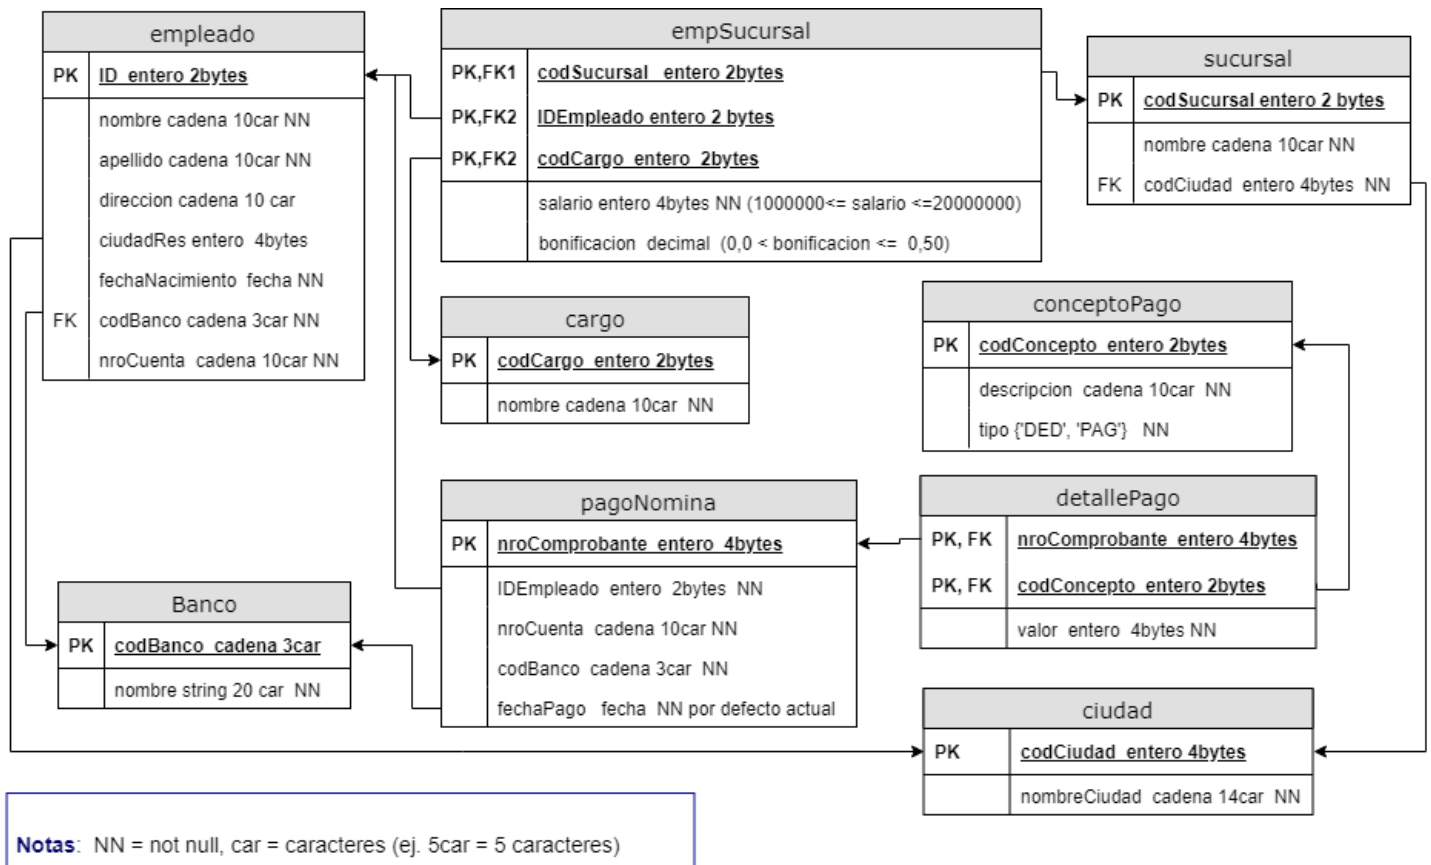 empleado
PK ID entero 2bytes
nombre cadena 10car NN
apellido cadena 10car NN
direccion cadena 10 car
ciudadRes entero 4bytes
fechaNacimiento fecha NN
FK codBanco cadena 3car NN
nroCuenta cadena 10car NN
empSucursal
PK,FK1 codSucursal entero 2bytes
PK,FK2 IDEmpleado entero 2 bytes
PK,FK2 codCargo entero 2bytes
salario entero 4bytes NN (1000000<= salario <=20000000)
bonificacion decimal (0,0 < bonificacion <= 0,50)
sucursal
PK codSucursal entero 2 bytes
nombre cadena 10car NN
FK codCiudad entero 4bytes NN
cargo
PK codCargo entero 2bytes
nombre cadena 10car NN
conceptoPago
PK codConcepto entero 2bytes
descripcion cadena 10car NN
tipo {'DED', 'PAG'} NN
pagoNomina
PK nroComprobante entero 4bytes
IDEmpleado entero 2bytes NN
nroCuenta cadena 10car NN
codBanco cadena 3car NN
fechaPago fecha NN por defecto actual
detallePago
PK, FK nroComprobante entero 4bytes
PK, FK codConcepto entero 2bytes
valor entero 4bytes NN
Banco
PK codBanco cadena 3car
nombre string 20 car NN
ciudad
PK codCiudad entero 4bytes
nombreCiudad cadena 14car NN
Notas: NN = not null, car = caracteres (ej. 5car = 5 caracteres)